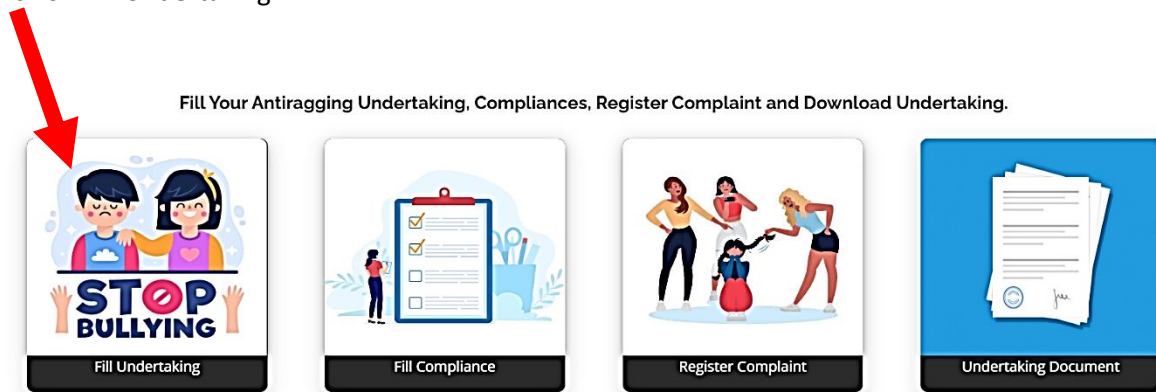 Fill Your Antiragging Undertaking, Compliances, Register Complaint and Download Undertaking.
STOP
BULLYING
Fill Undertaking
Fill Compliance
Register Complaint
Undertaking Document